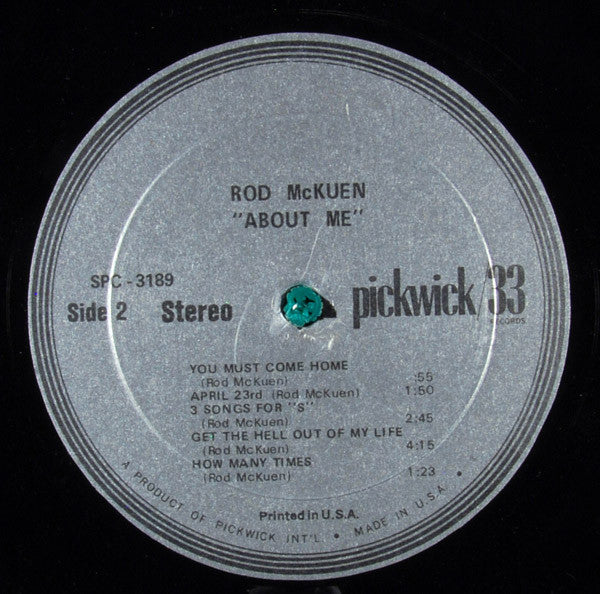 ROD McKUEN
"ABOUT ME"
SPC - 3189
Side 2 Stereo
pickwick/33
RECORDS
YOU MUST COME HOME
(Rod McKuen) :55
APRIL 23rd (Rod McKuen) 1:50
3 SONGS FOR "S"
(Rod McKuen) 2:45
GET THE HELL OUT OF MY LIFE
(Rod McKuen) 4:15
HOW MANY TIMES
(Rod McKuen) 1:23
Printed in U.S.A.
A PRODUCT OF PICKWICK INT'L. • MADE IN U.S.A. •